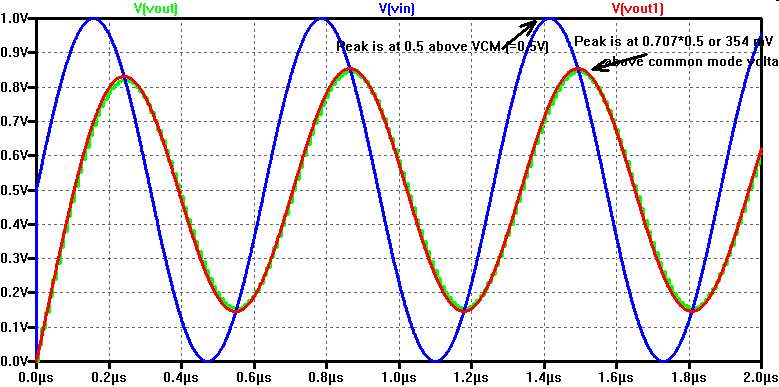 V(vout) V(vin) V(vout1)
1.0V
Peak is at 0.5 above VCM (=0.5V)
Peak is at 0.707*0.5 or 354 mV
above common mode volta
0.9V
0.8V
0.7V
0.6V
0.5V
0.4V
0.3V
0.2V
0.1V
0.0V
0.0µs 0.2µs 0.4µs 0.6µs 0.8µs 1.0µs 1.2µs 1.4µs 1.6µs 1.8µs 2.0µs